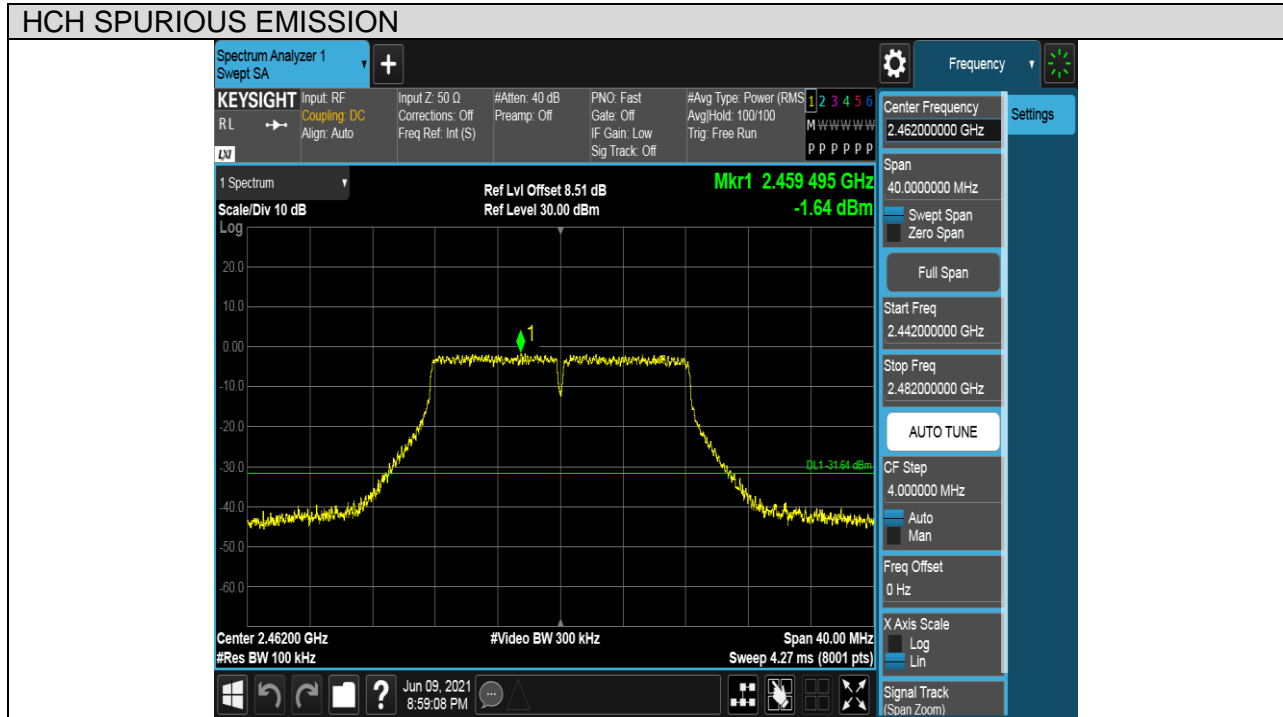 HCH SPURIOUS EMISSION
Spectrum Analyzer 1
Swept SA
+
Frequency
KEYSIGHT
RL
LXI
Input: RF
Coupling: DC
Align: Auto
Input Z: 50 Ω
Corrections: Off
Freq Ref: Int (S)
#Atten: 40 dB
Preamp: Off
PNO: Fast
Gate: Off
IF Gain: Low
Sig Track: Off
#Avg Type: Power (RMS
Avg|Hold: 100/100
Trig: Free Run
1 2 3 4 5 6
M W W W W W
P P P P P P
1 Spectrum
Scale/Div 10 dB
Ref Lvl Offset 8.51 dB
Ref Level 30.00 dBm
Mkr1 2.459 495 GHz
-1.64 dBm
Log
20.0
10.0
0.00
-10.0
-20.0
-30.0
-40.0
-50.0
-60.0
1
DL1 -31.64 dBm
Center 2.46200 GHz
#Res BW 100 kHz
#Video BW 300 kHz
Span 40.00 MHz
Sweep 4.27 ms (8001 pts)
?
Jun 09, 2021
8:59:08 PM
Center Frequency
2.462000000 GHz
Settings
Span
40.0000000 MHz
Swept Span
Zero Span
Full Span
Start Freq
2.442000000 GHz
Stop Freq
2.482000000 GHz
AUTO TUNE
CF Step
4.000000 MHz
Auto
Man
Freq Offset
0 Hz
X Axis Scale
Log
Lin
Signal Track
(Span Zoom)